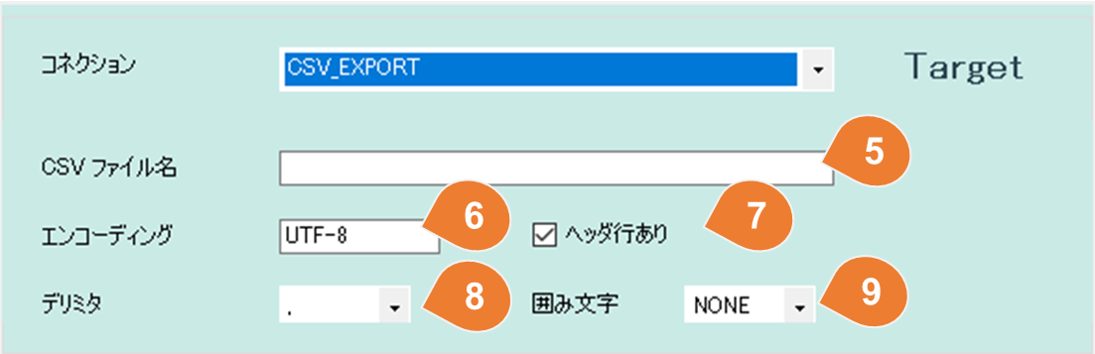 コネクション CSV_EXPORT Target
CSV ファイル名 5
エンコーディング UTF-8 6 ヘッダ行あり 7
デリミタ , 8 囲み文字 NONE 9